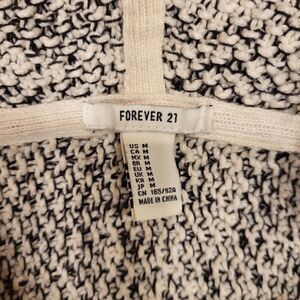 FOREVER 21
US M
CA M
MX M
BR M
EU M
UK M
KR M
JP M
CN 165/92A
MADE IN CHINA